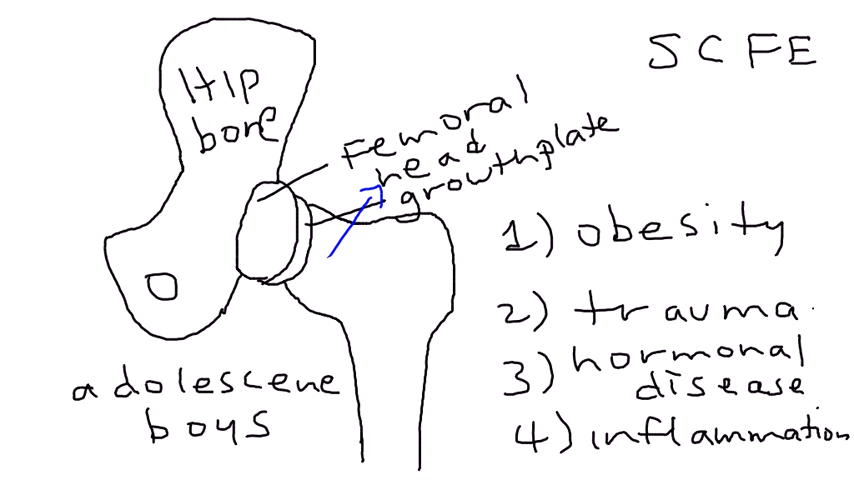 SCFE
Hip
bone
Femoral
head
growthplate
1) obesity
2) trauma
3) hormonal
disease
4) inflammation
adolescene
boys